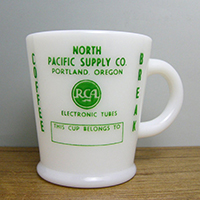 NORTH
PACIFIC SUPPLY CO.
PORTLAND, OREGON
RCA
ELECTRONIC TUBES
THIS CUP BELONGS TO
COFFEE
BREAK